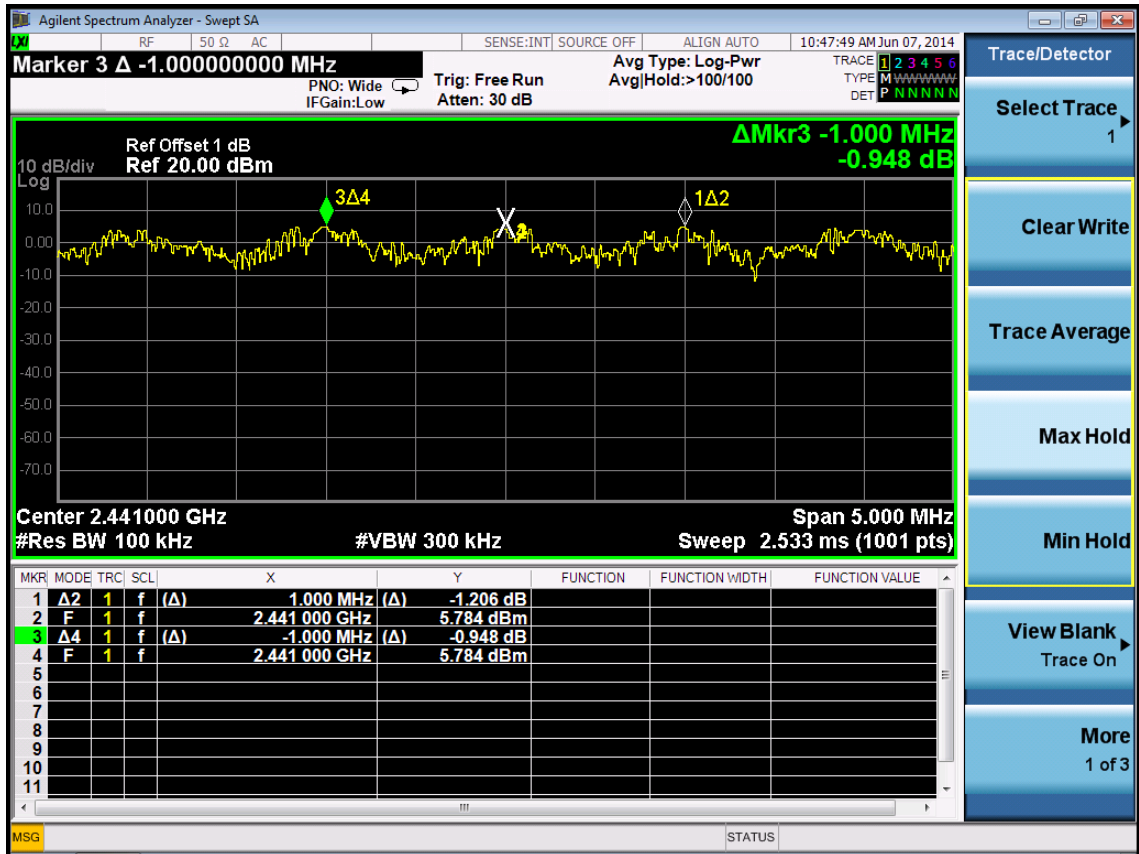 Agilent Spectrum Analyzer - Swept SA
LXI RF 50 Ω AC SENSE:INT SOURCE OFF ALIGN AUTO 10:47:49 AM Jun 07, 2014
Marker 3 Δ -1.000000000 MHz
PNO: Wide
IFGain:Low
Trig: Free Run
Atten: 30 dB
Avg Type: Log-Pwr
Avg|Hold:>100/100
TRACE 1 2 3 4 5 6
TYPE M WWWWW
DET P N N N N N
ΔMkr3 -1.000 MHz
-0.948 dB
Ref Offset 1 dB
10 dB/div Ref 20.00 dBm
Log
10.0
0.00
-10.0
-20.0
-30.0
-40.0
-50.0
-60.0
-70.0
3Δ4
1Δ2
Center 2.441000 GHz Span 5.000 MHz
#Res BW 100 kHz #VBW 300 kHz Sweep 2.533 ms (1001 pts)
MKR MODE TRC SCL X Y FUNCTION FUNCTION WIDTH FUNCTION VALUE
1 Δ2 1 f (Δ) 1.000 MHz (Δ) -1.206 dB
2 F 1 f 2.441 000 GHz 5.784 dBm
3 Δ4 1 f (Δ) -1.000 MHz (Δ) -0.948 dB
4 F 1 f 2.441 000 GHz 5.784 dBm
5
6
7
8
9
10
11
MSG STATUS
Trace/Detector
Select Trace
1
Clear Write
Trace Average
Max Hold
Min Hold
View Blank
Trace On
More
1 of 3